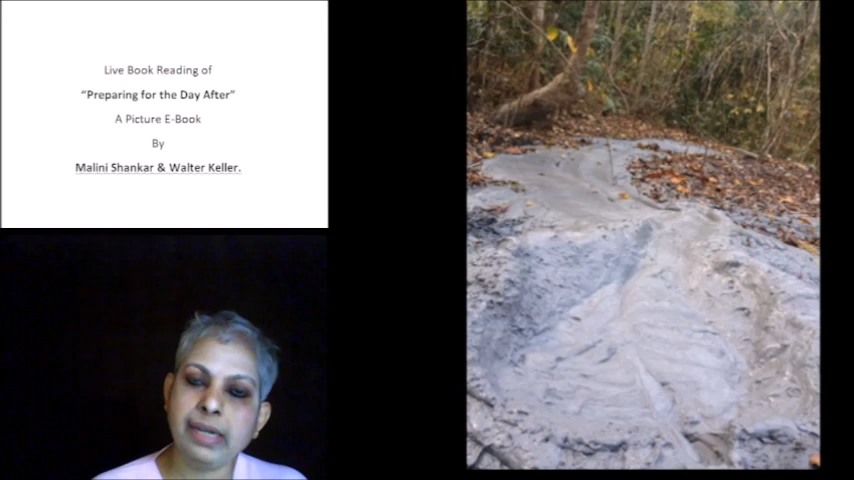 Live Book Reading of
“Preparing for the Day After”
A Picture E-Book
By
Malini Shankar & Walter Keller.